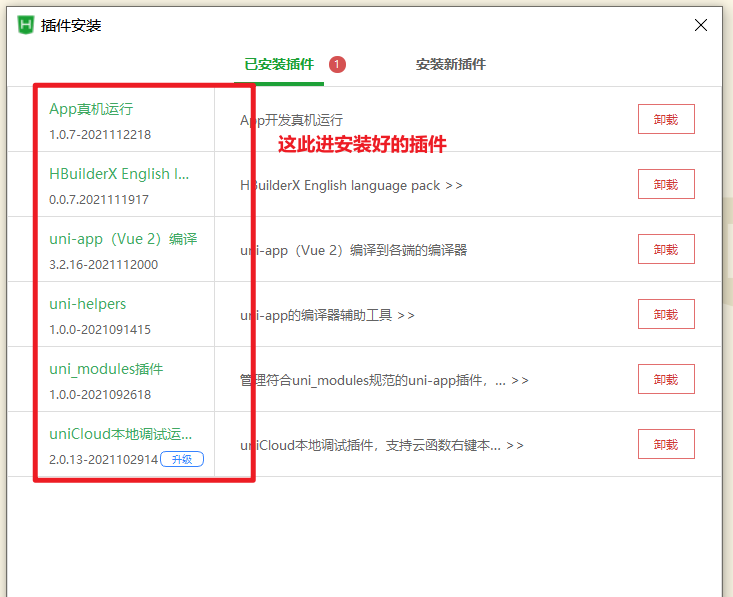 插件安装
已安装插件 1 安装新插件
App真机运行
1.0.7-2021112218
App开发真机运行
卸载
这此进安装好的插件
HBuilderX English l...
0.0.7.2021111917
HBuilderX English language pack >>
卸载
uni-app（Vue 2）编译
3.2.16-2021112000
uni-app（Vue 2）编译到各端的编译器
卸载
uni-helpers
1.0.0-2021091415
uni-app的编译器辅助工具 >>
卸载
uni_modules插件
1.0.0-2021092618
管理符合uni_modules规范的uni-app插件，... >>
卸载
uniCloud本地调试运...
2.0.13-2021102914 升级
uniCloud本地调试插件，支持云函数右键本... >>
卸载